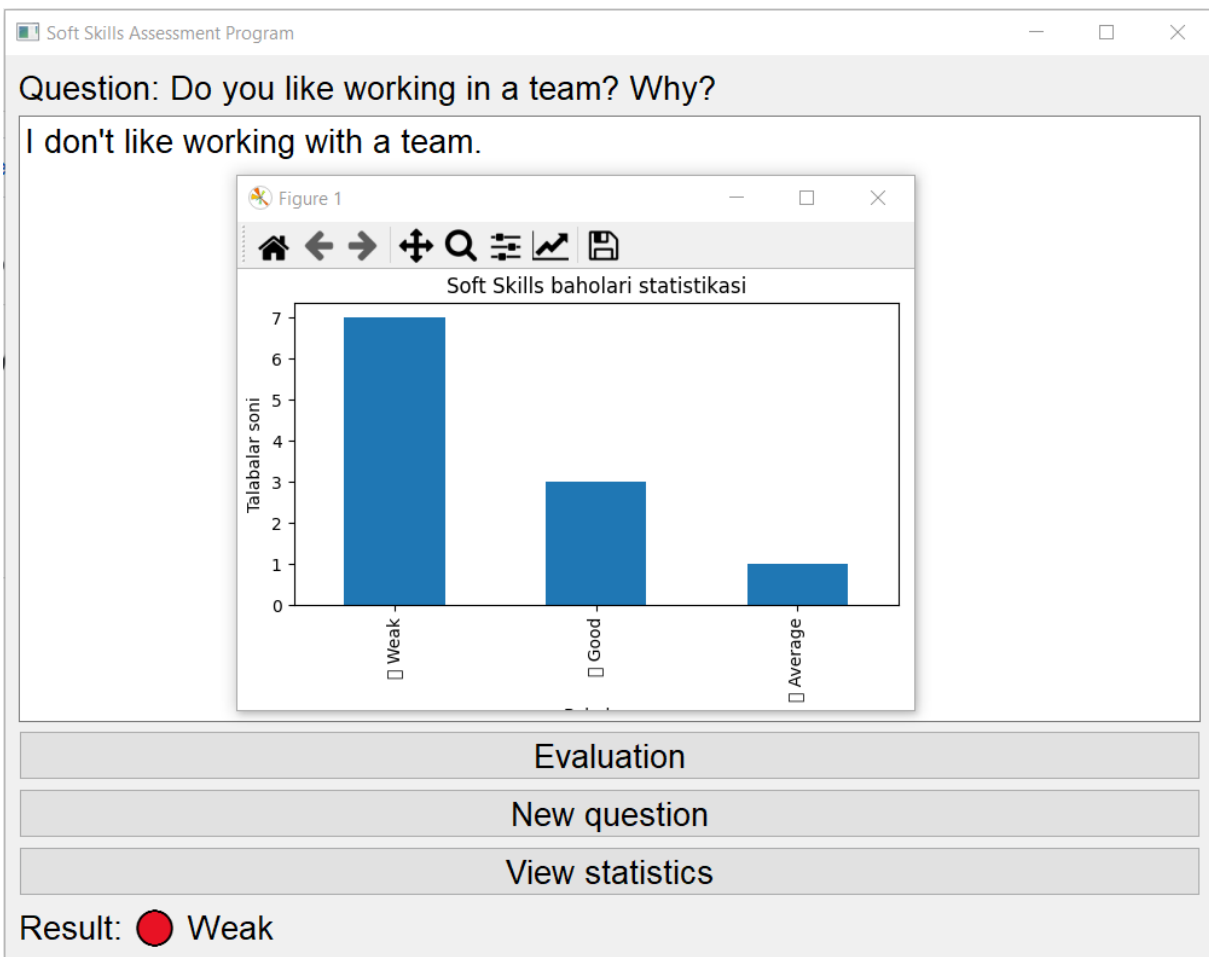 Soft Skills Assessment Program
Question: Do you like working in a team? Why?
I don't like working with a team.
Figure 1
Soft Skills baholari statistikasi
Talabalar soni
7
6
5
4
3
2
1
0
Weak
Good
Average
Evaluation
New question
View statistics
Result: Weak